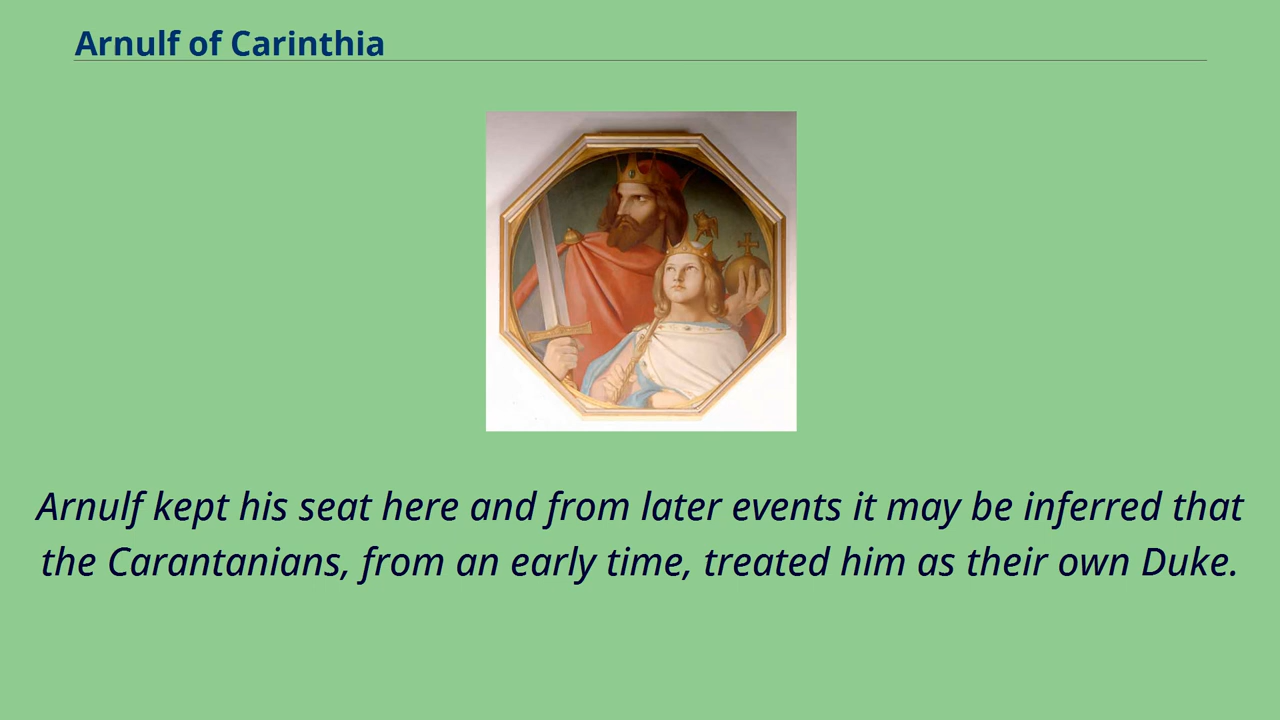 Arnulf of Carinthia
Arnulf kept his seat here and from later events it may be inferred that
the Carantanians, from an early time, treated him as their own Duke.